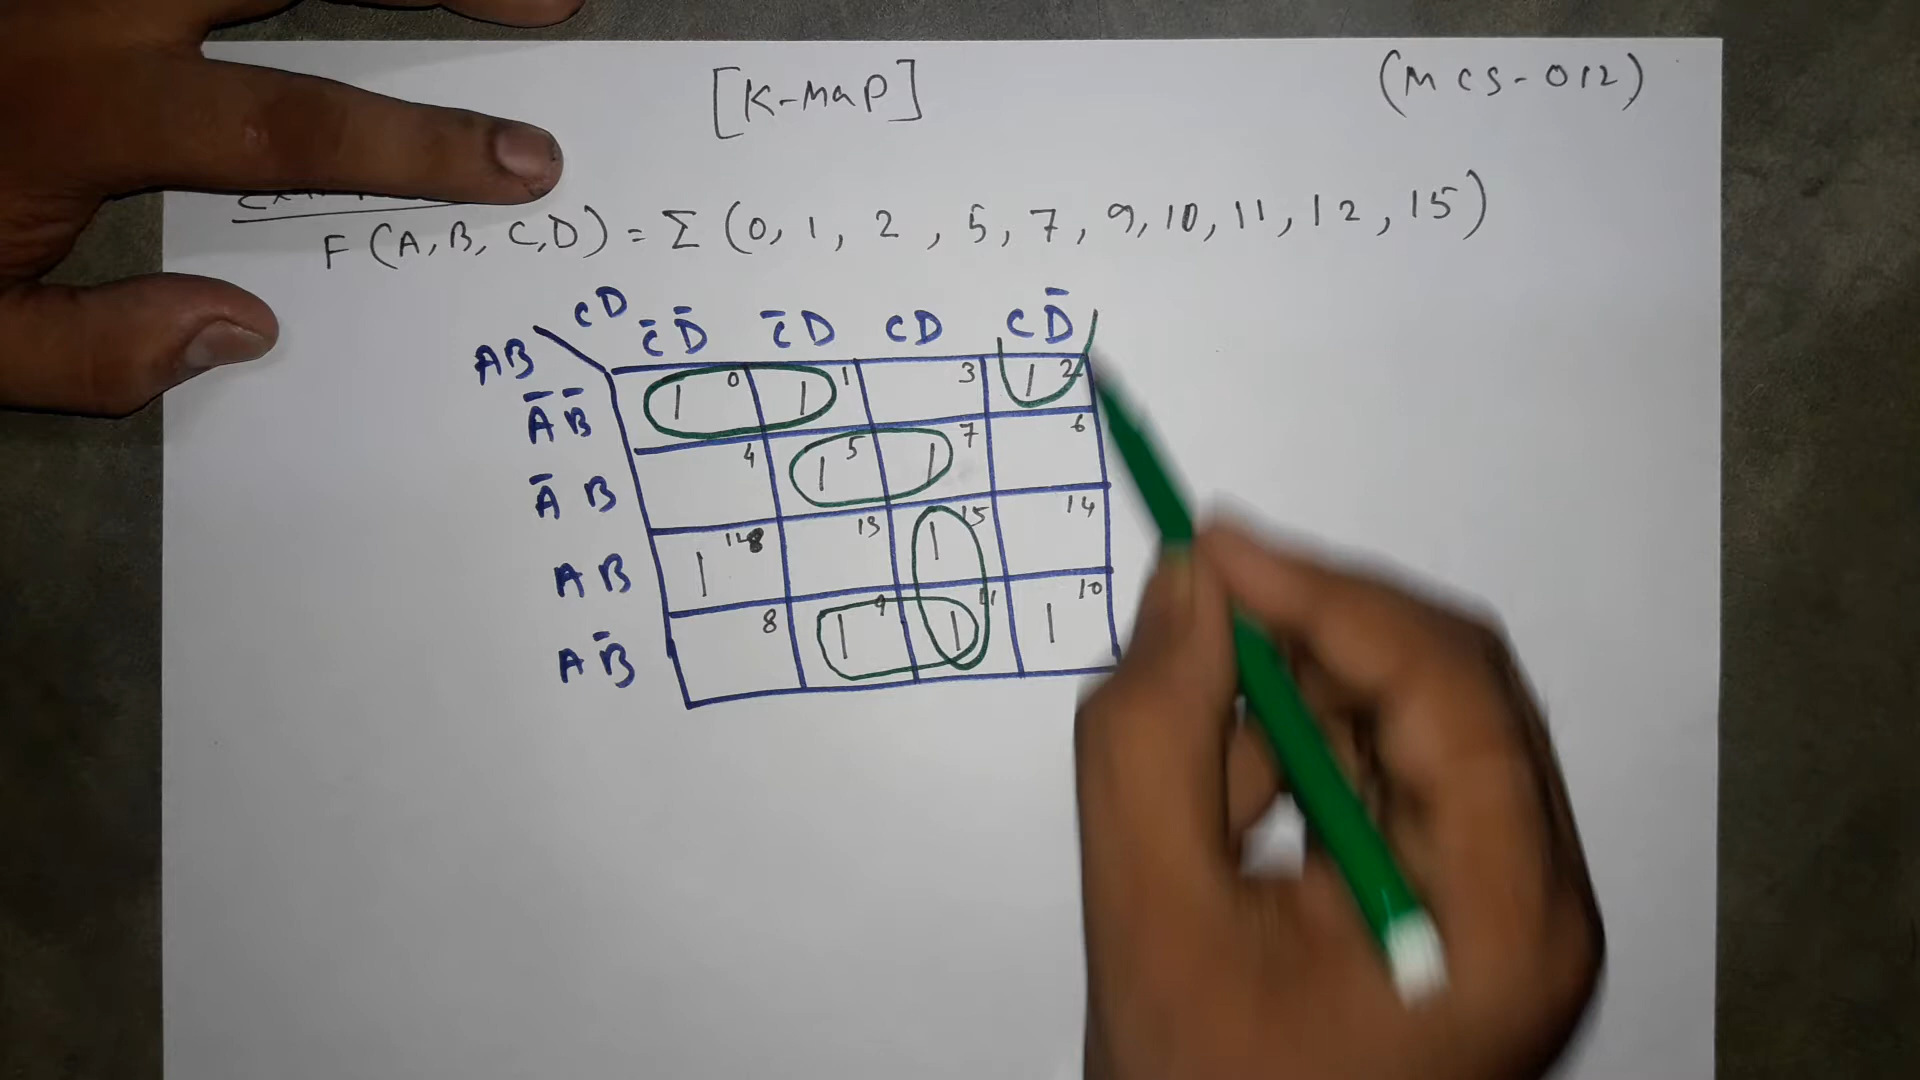 [K-Map]
(MCS-012)
F(A,B,C,D) = Σ (0, 1, 2, 5, 7, 9, 10, 11, 12, 15)
CD
AB
C̄D̄ C̄D CD CD̄
ĀB̄ 1 0 1 1 3 1 2
ĀB 4 1 5 1 7 6
AB 1 12 13 1 15 14
AB̄ 8 1 9 1 11 1 10